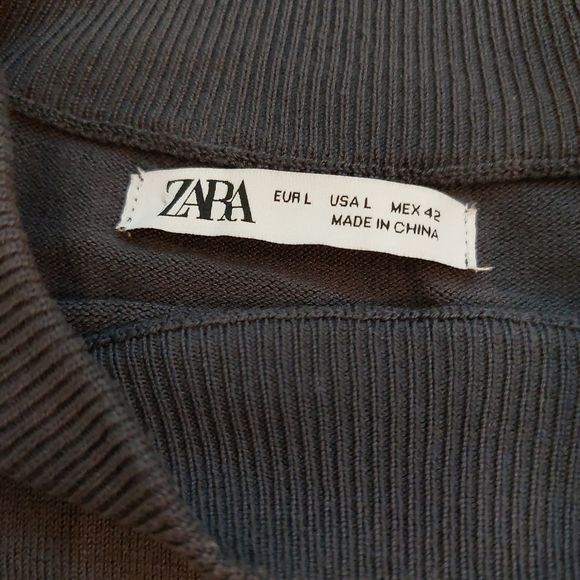 ZARA EUR L USA L MEX 42
MADE IN CHINA